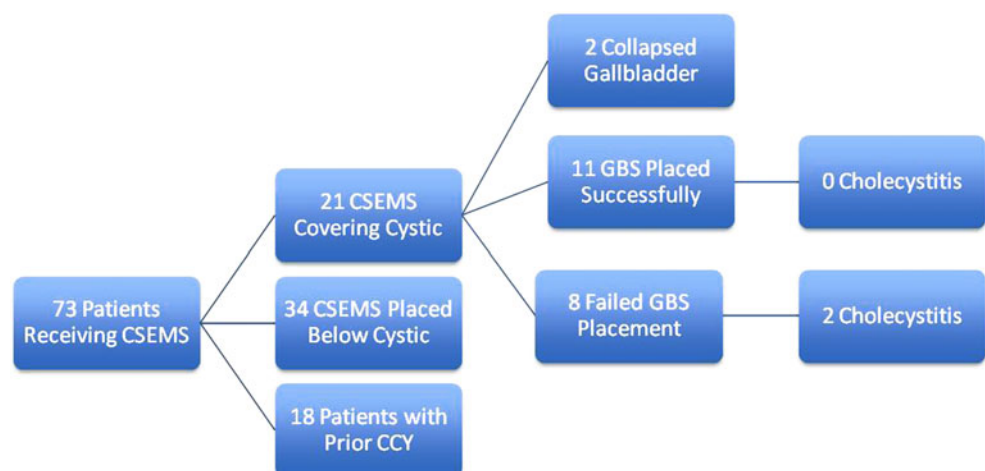 2 Collapsed
Gallbladder
11 GBS Placed
Successfully
0 Cholecystitis
21 CSEMS
Covering Cystic
73 Patients
Receiving CSEMS
34 CSEMS Placed
Below Cystic
8 Failed GBS
Placement
2 Cholecystitis
18 Patients with
Prior CCY